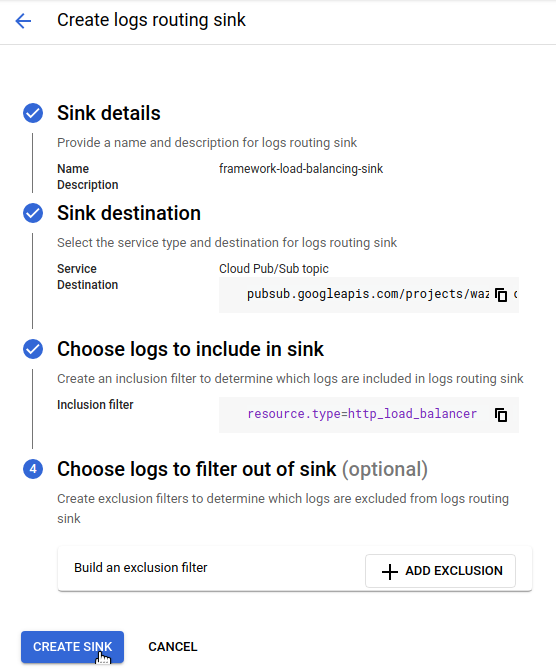 Create logs routing sink
Sink details
Provide a name and description for logs routing sink
Name framework-load-balancing-sink
Description
Sink destination
Select the service type and destination for logs routing sink
Service Cloud Pub/Sub topic
Destination pubsub.googleapis.com/projects/waz
Choose logs to include in sink
Create an inclusion filter to determine which logs are included in logs routing sink
Inclusion filter resource.type=http_load_balancer
4 Choose logs to filter out of sink (optional)
Create exclusion filters to determine which logs are excluded from logs routing
sink
Build an exclusion filter ADD EXCLUSION
CREATE SINK CANCEL